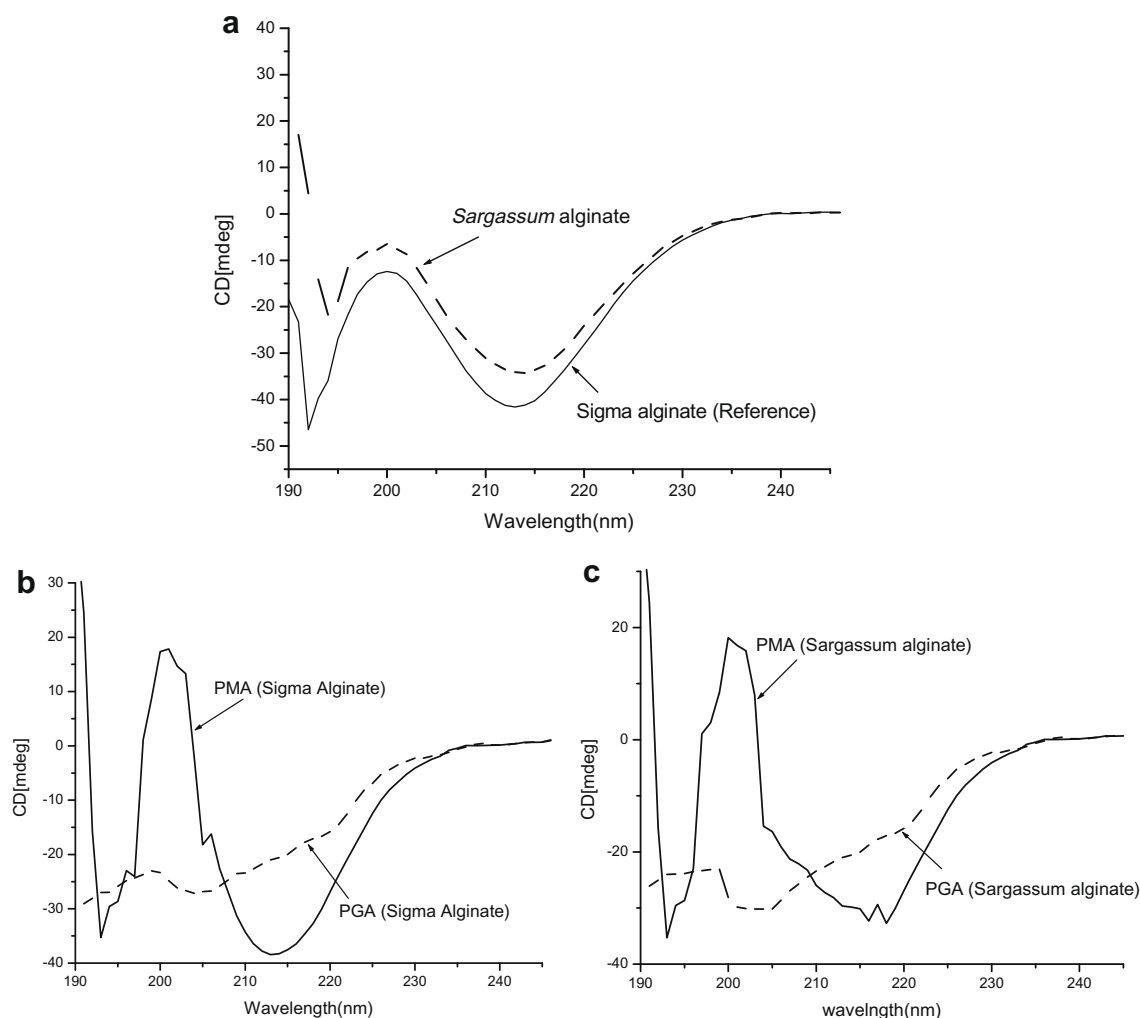 a
40
30
20
10
0
-10
-20
-30
-40
-50
CD[mdeg]
Sargassum alginate
Sigma alginate (Reference)
190 200 210 220 230 240
Wavelength(nm)
b
30
20
10
0
-10
-20
-30
-40
CD[mdeg]
PMA (Sigma Alginate)
PGA (Sigma Alginate)
190 200 210 220 230 240
Wavelength(nm)
c
20
0
-20
-40
CD[mdeg]
PMA (Sargassum alginate)
PGA (Sargassum alginate)
190 200 210 220 230 240
wavelngth(nm)